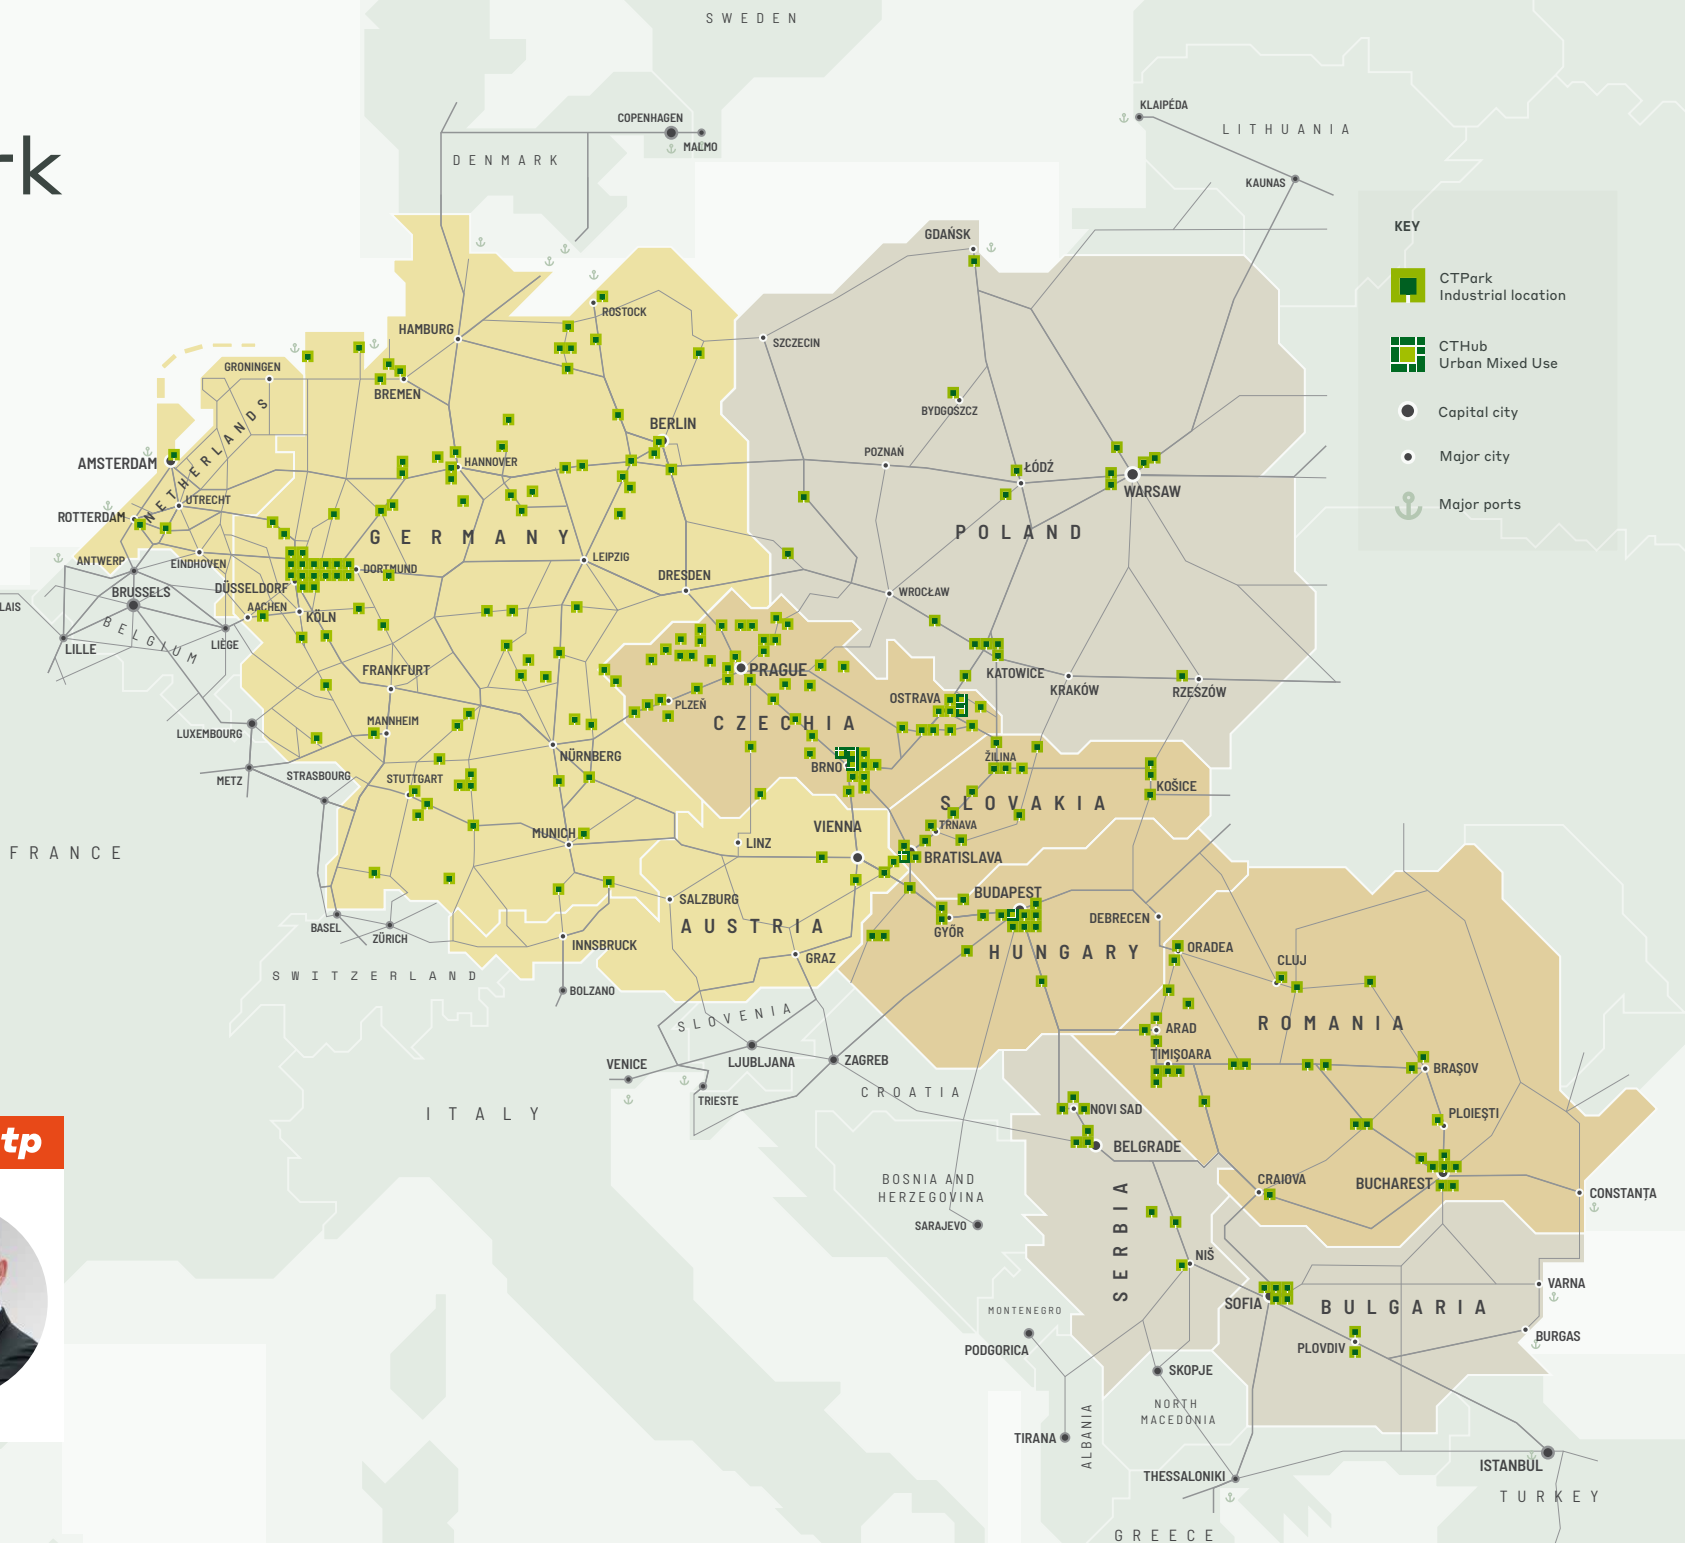 SWEDEN
rk
COPENHAGEN
MALMO
DENMARK
KLAIPÉDA
LITHUANIA
KAUNAS
KEY
CTPark
Industrial location
CTHub
Urban Mixed Use
Capital city
Major city
Major ports
GDAŃSK
ROSTOCK
HAMBURG
SZCZECIN
GRONINGEN
BREMEN
BYDGOSZCZ
BERLIN
AMSTERDAM
NETHERLANDS
HANNOVER
POZNAŃ
ŁÓDŹ
WARSAW
UTRECHT
ROTTERDAM
GERMANY
POLAND
ANTWERP
EINDHOVEN
DORTMUND
LEIPZIG
DRESDEN
BRUSSELS
DÜSSELDORF
WROCŁAW
LAIS
AACHEN
KÖLN
BELGIUM
LIÈGE
LILLE
FRANKFURT
PRAGUE
KATOWICE
KRAKÓW
RZESZÓW
OSTRAVA
PLZEŇ
CZECHIA
LUXEMBOURG
MANNHEIM
NÜRNBERG
ŽILINA
BRNO
METZ
STRASBOURG
STUTTGART
KOŠICE
SLOVAKIA
MUNICH
VIENNA
TRNAVA
LINZ
BRATISLAVA
FRANCE
BUDAPEST
SALZBURG
DEBRECEN
AUSTRIA
GYÖR
BASEL
ZÜRICH
INNSBRUCK
GRAZ
HUNGARY
ORADEA
CLUJ
SWITZERLAND
BOLZANO
SLOVENIA
ROMANIA
ARAD
TIMIȘOARA
VENICE
LJUBLJANA
ZAGREB
BRAȘOV
TRIESTE
CROATIA
NOVI SAD
PLOIEȘTI
ITALY
tp
BELGRADE
BOSNIA AND
HERZEGOVINA
CRAIOVA
BUCHAREST
CONSTANȚA
SARAJEVO
SERBIA
NIŠ
VARNA
SOFIA
BULGARIA
MONTENEGRO
PODGORICA
PLOVDIV
BURGAS
SKOPJE
NORTH
MACEDONIA
TIRANA
ALBANIA
ISTANBUL
THESSALONIKI
TURKEY
GREECE